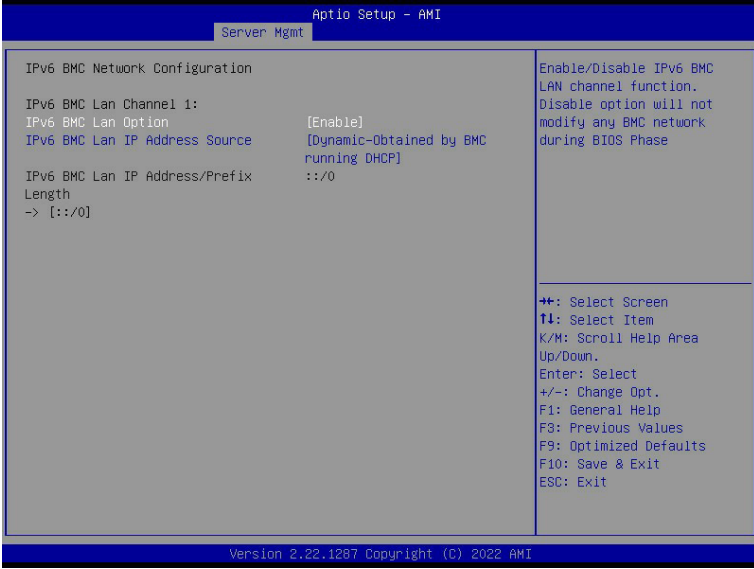 Aptio Setup - AMI
Server Mgmt
IPv6 BMC Network Configuration
IPv6 BMC Lan Channel 1:
IPv6 BMC Lan Option [Enable]
IPv6 BMC Lan IP Address Source [Dynamic-Obtained by BMC
running DHCP]
IPv6 BMC Lan IP Address/Prefix ::/0
Length
-> [::/0]
Enable/Disable IPv6 BMC
LAN channel function.
Disable option will not
modify any BMC network
during BIOS Phase
→←: Select Screen
↑↓: Select Item
K/M: Scroll Help Area
Up/Down.
Enter: Select
+/-: Change Opt.
F1: General Help
F3: Previous Values
F9: Optimized Defaults
F10: Save & Exit
ESC: Exit
Version 2.22.1287 Copyright (C) 2022 AMI